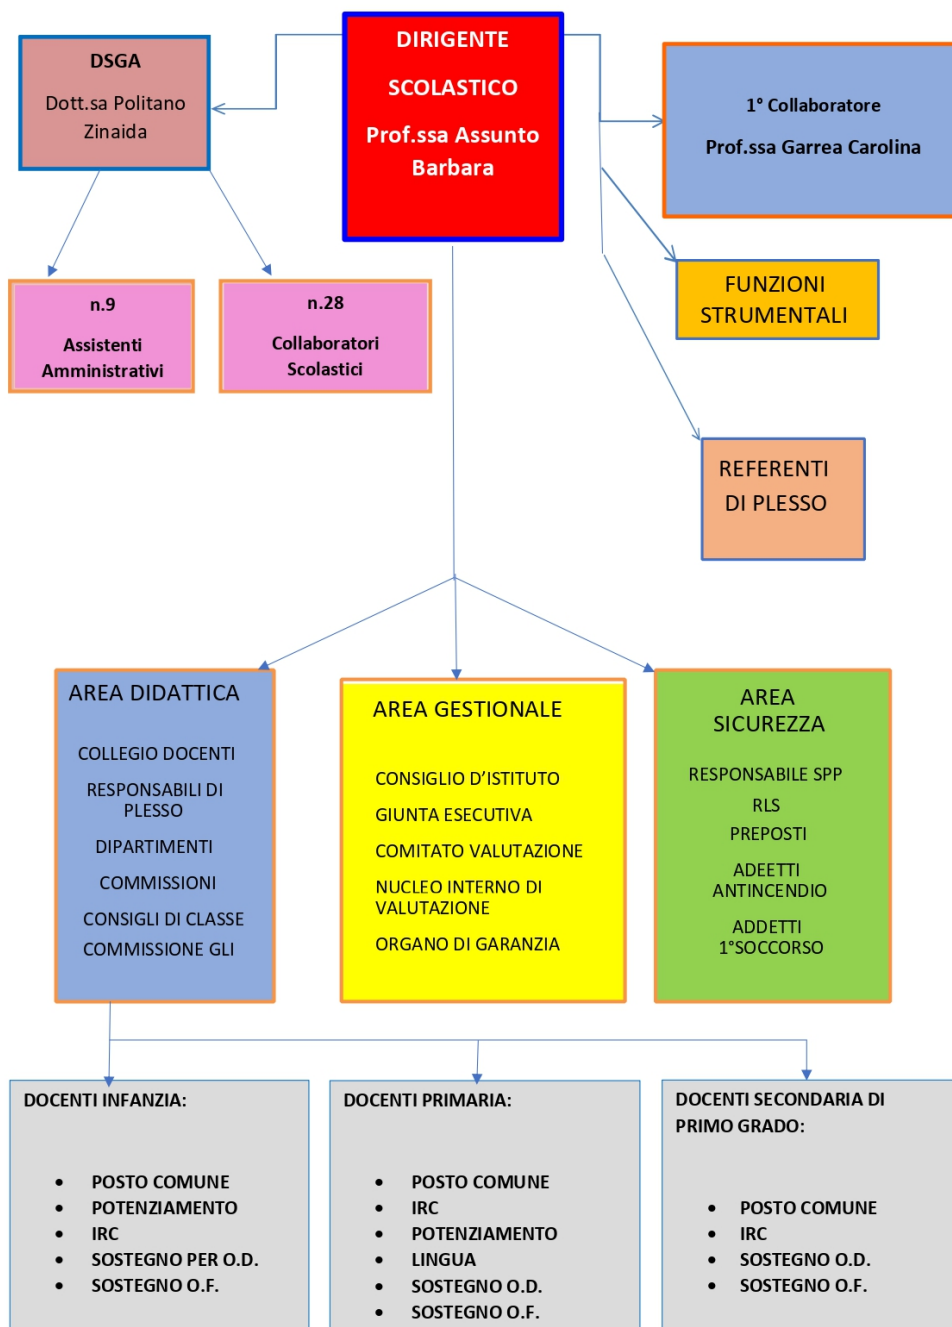 DIRIGENTE
SCOLASTICO
Prof.ssa Assunto
Barbara
DSGA
Dott.sa Politano
Zinaida
1° Collaboratore
Prof.ssa Garrea Carolina
n.9
Assistenti
Amministrativi
n.28
Collaboratori
Scolastici
FUNZIONI
STRUMENTALI
REFERENTI
DI PLESSO
AREA DIDATTICA
COLLEGIO DOCENTI
RESPONSABILI DI
PLESSO
DIPARTIMENTI
COMMISSIONI
CONSIGLI DI CLASSE
COMMISSIONE GLI
AREA GESTIONALE
CONSIGLIO D’ISTITUTO
GIUNTA ESECUTIVA
COMITATO VALUTAZIONE
NUCLEO INTERNO DI
VALUTAZIONE
ORGANO DI GARANZIA
AREA
SICUREZZA
RESPONSABILE SPP
RLS
PREPOSTI
ADEETTI
ANTINCENDIO
ADDETTI
1°SOCCORSO
DOCENTI INFANZIA:
• POSTO COMUNE
• POTENZIAMENTO
• IRC
• SOSTEGNO PER O.D.
• SOSTEGNO O.F.
DOCENTI PRIMARIA:
• POSTO COMUNE
• IRC
• POTENZIAMENTO
• LINGUA
• SOSTEGNO O.D.
• SOSTEGNO O.F.
DOCENTI SECONDARIA DI
PRIMO GRADO:
• POSTO COMUNE
• IRC
• SOSTEGNO O.D.
• SOSTEGNO O.F.